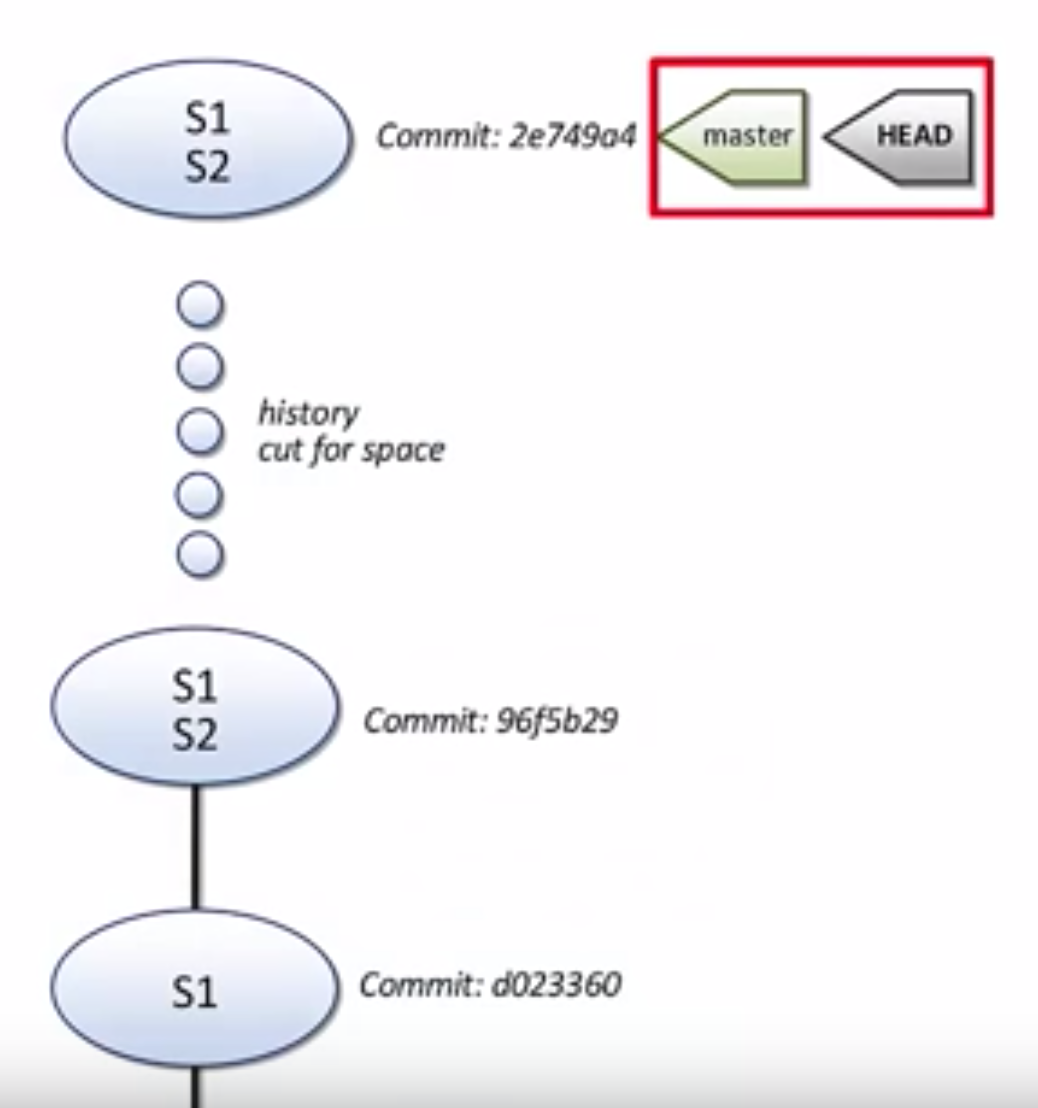 S1
S2
Commit: 2e749a4
master
HEAD
history
cut for space
S1
S2
Commit: 96f5b29
S1
Commit: d023360